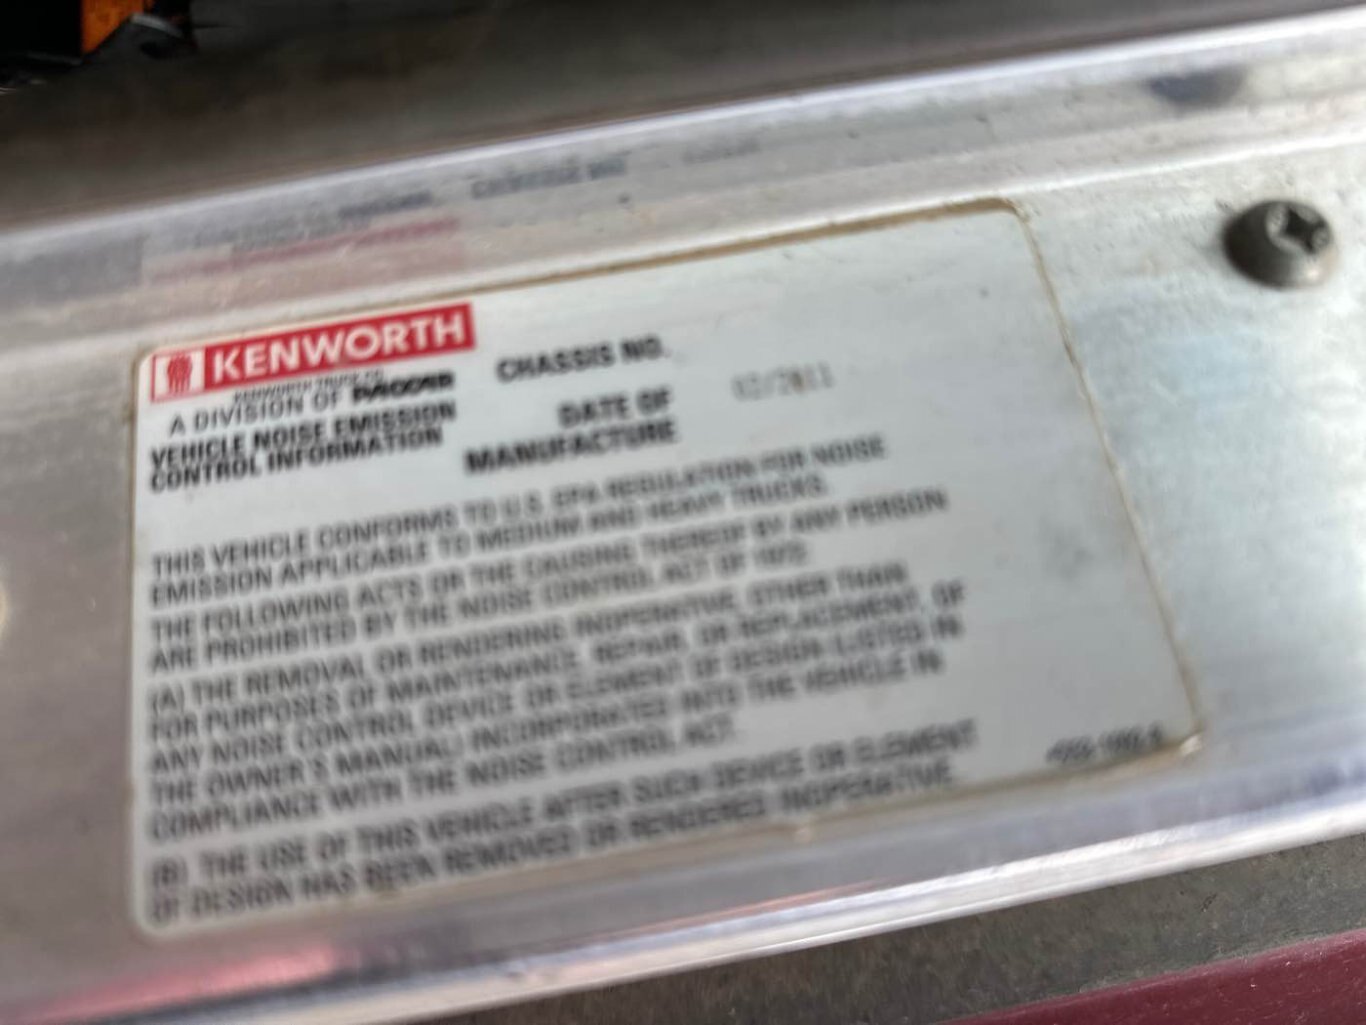 KENWORTH
KENWORTH TRUCK CO.
A DIVISION OF PACCAR
VEHICLE NOISE EMISSION
CONTROL INFORMATION
CHASSIS NO.
DATE OF
MANUFACTURE
THIS VEHICLE CONFORMS TO U.S. EPA REGULATION FOR NOISE
EMISSION APPLICABLE TO MEDIUM AND HEAVY TRUCKS.
THE FOLLOWING ACTS OR THE CAUSING THEREOF BY ANY PERSON
ARE PROHIBITED BY THE NOISE CONTROL ACT OF 1972:
(A) THE REMOVAL OR RENDERING INOPERATIVE, OTHER THAN
FOR PURPOSES OF MAINTENANCE, REPAIR, OR REPLACEMENT, OF
ANY NOISE CONTROL DEVICE OR ELEMENT OF DESIGN (LISTED IN
THE OWNER'S MANUAL) INCORPORATED INTO THE VEHICLE IN
COMPLIANCE WITH THE NOISE CONTROL ACT.
(B) THE USE OF THIS VEHICLE AFTER SUCH DEVICE OR ELEMENT
OF DESIGN HAS BEEN REMOVED OR RENDERED INOPERATIVE.